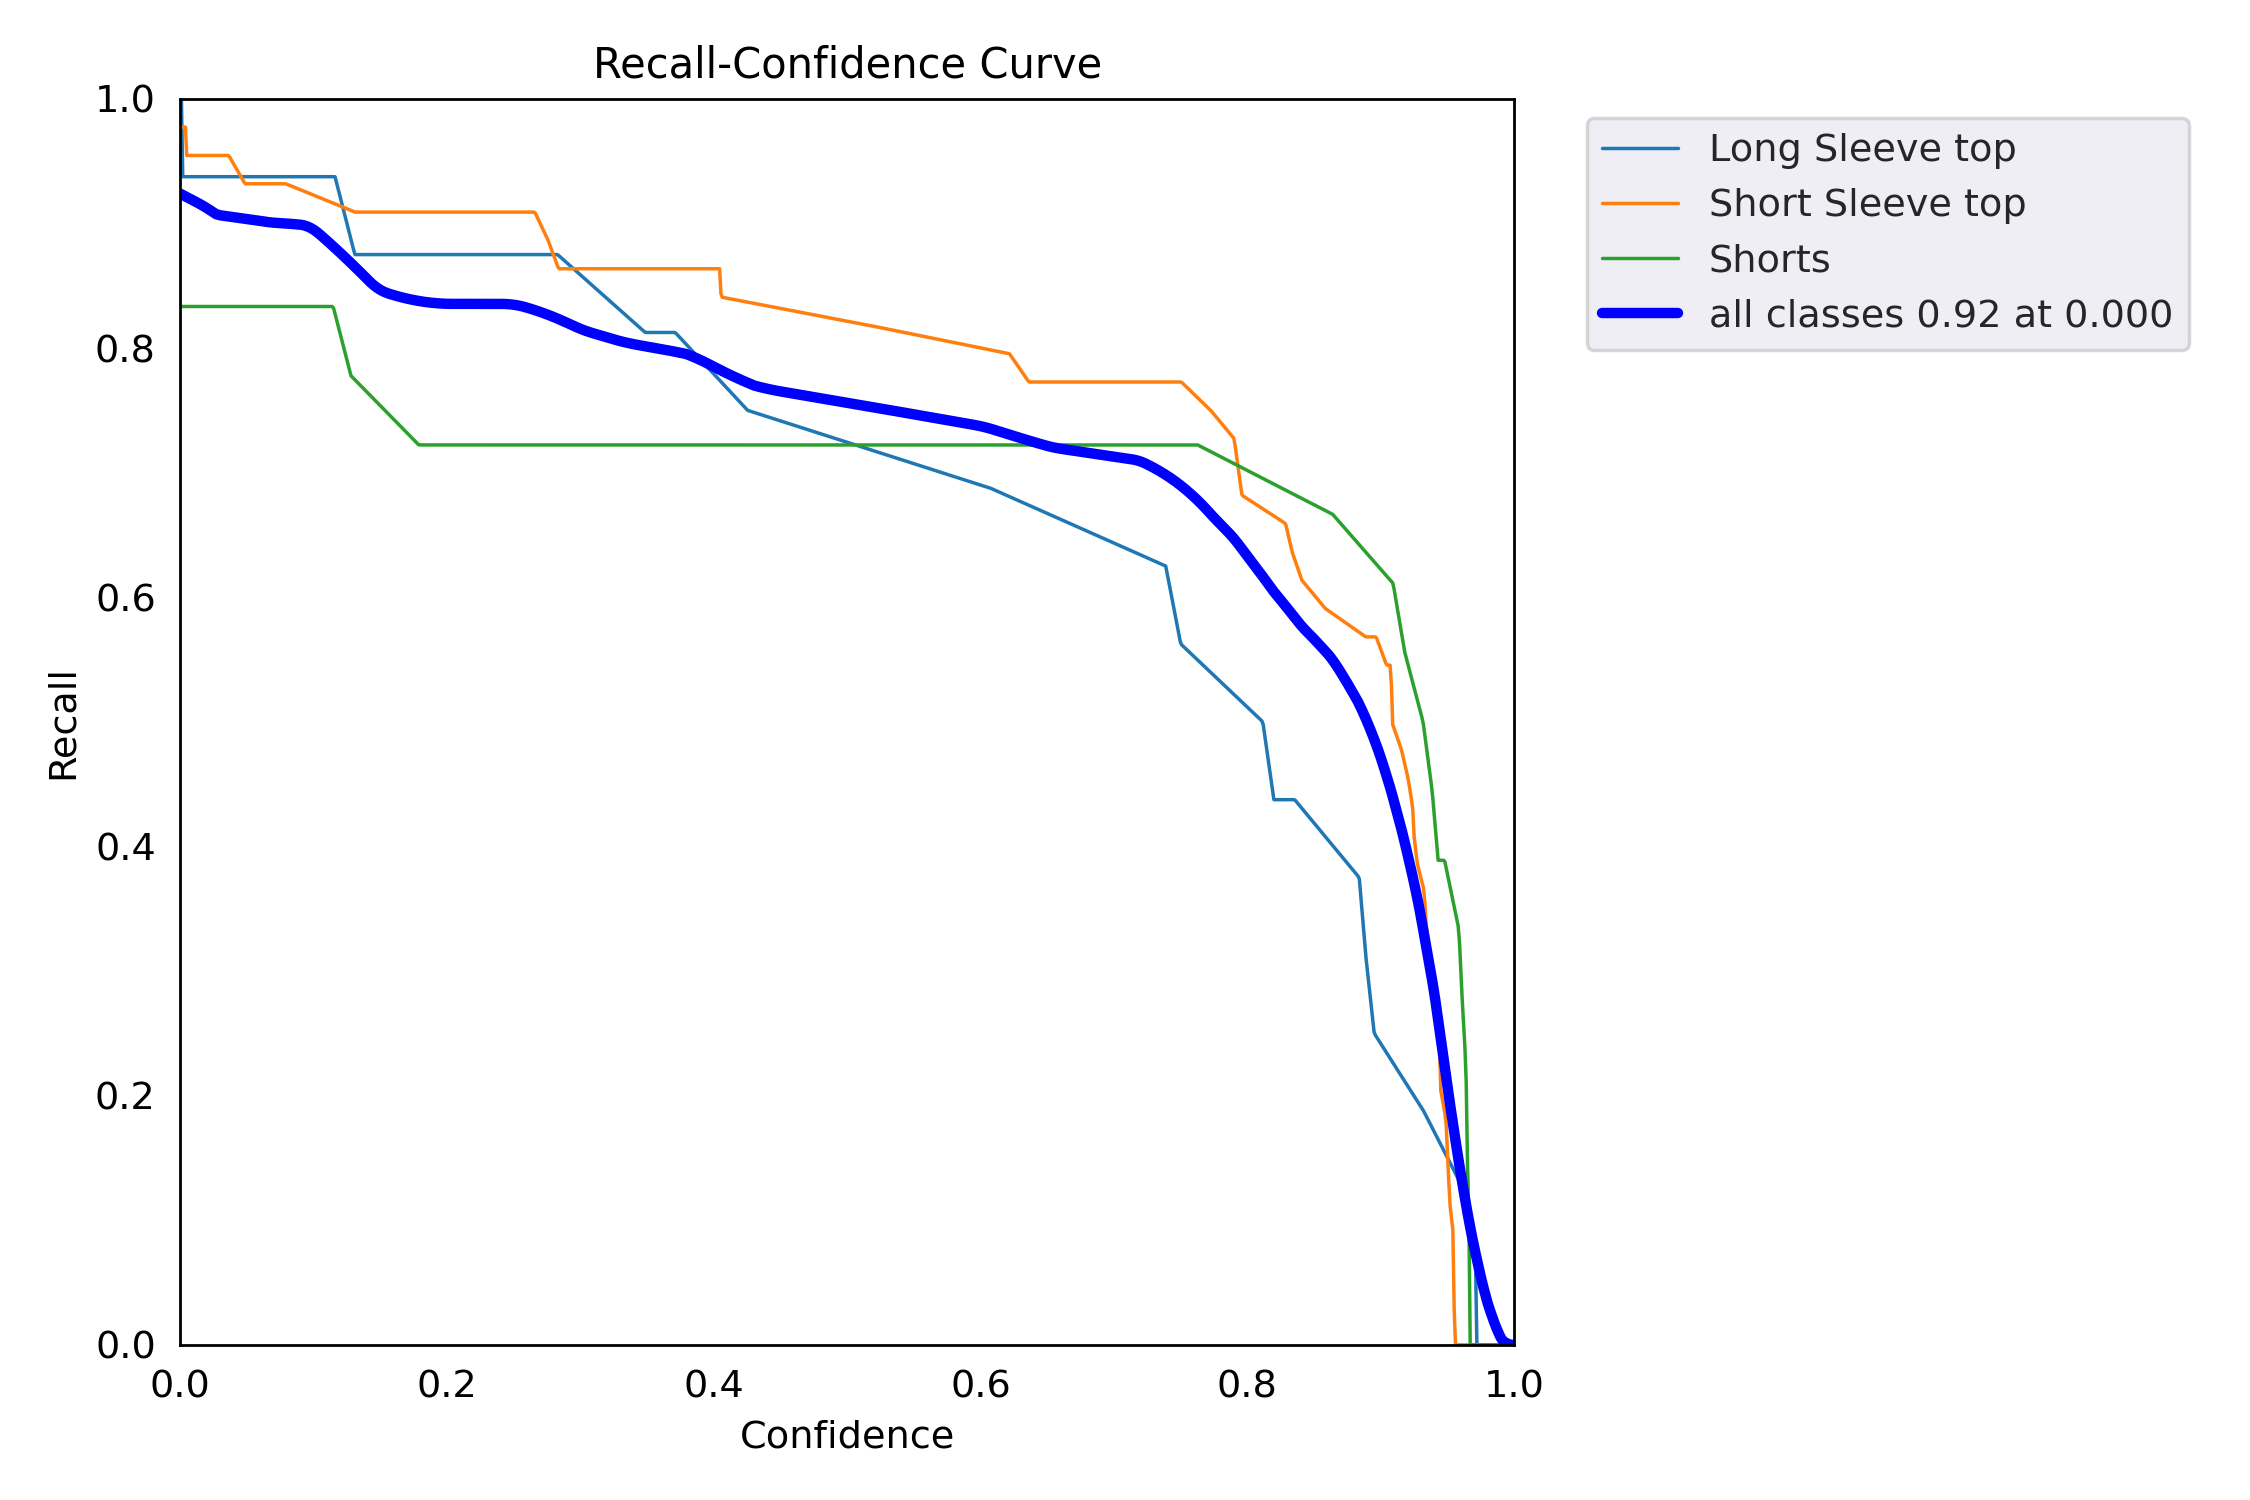 Recall-Confidence Curve
1.0
0.8
0.6
0.4
0.2
0.0
Recall
0.0 0.2 0.4 0.6 0.8 1.0
Confidence
Long Sleeve top
Short Sleeve top
Shorts
all classes 0.92 at 0.000